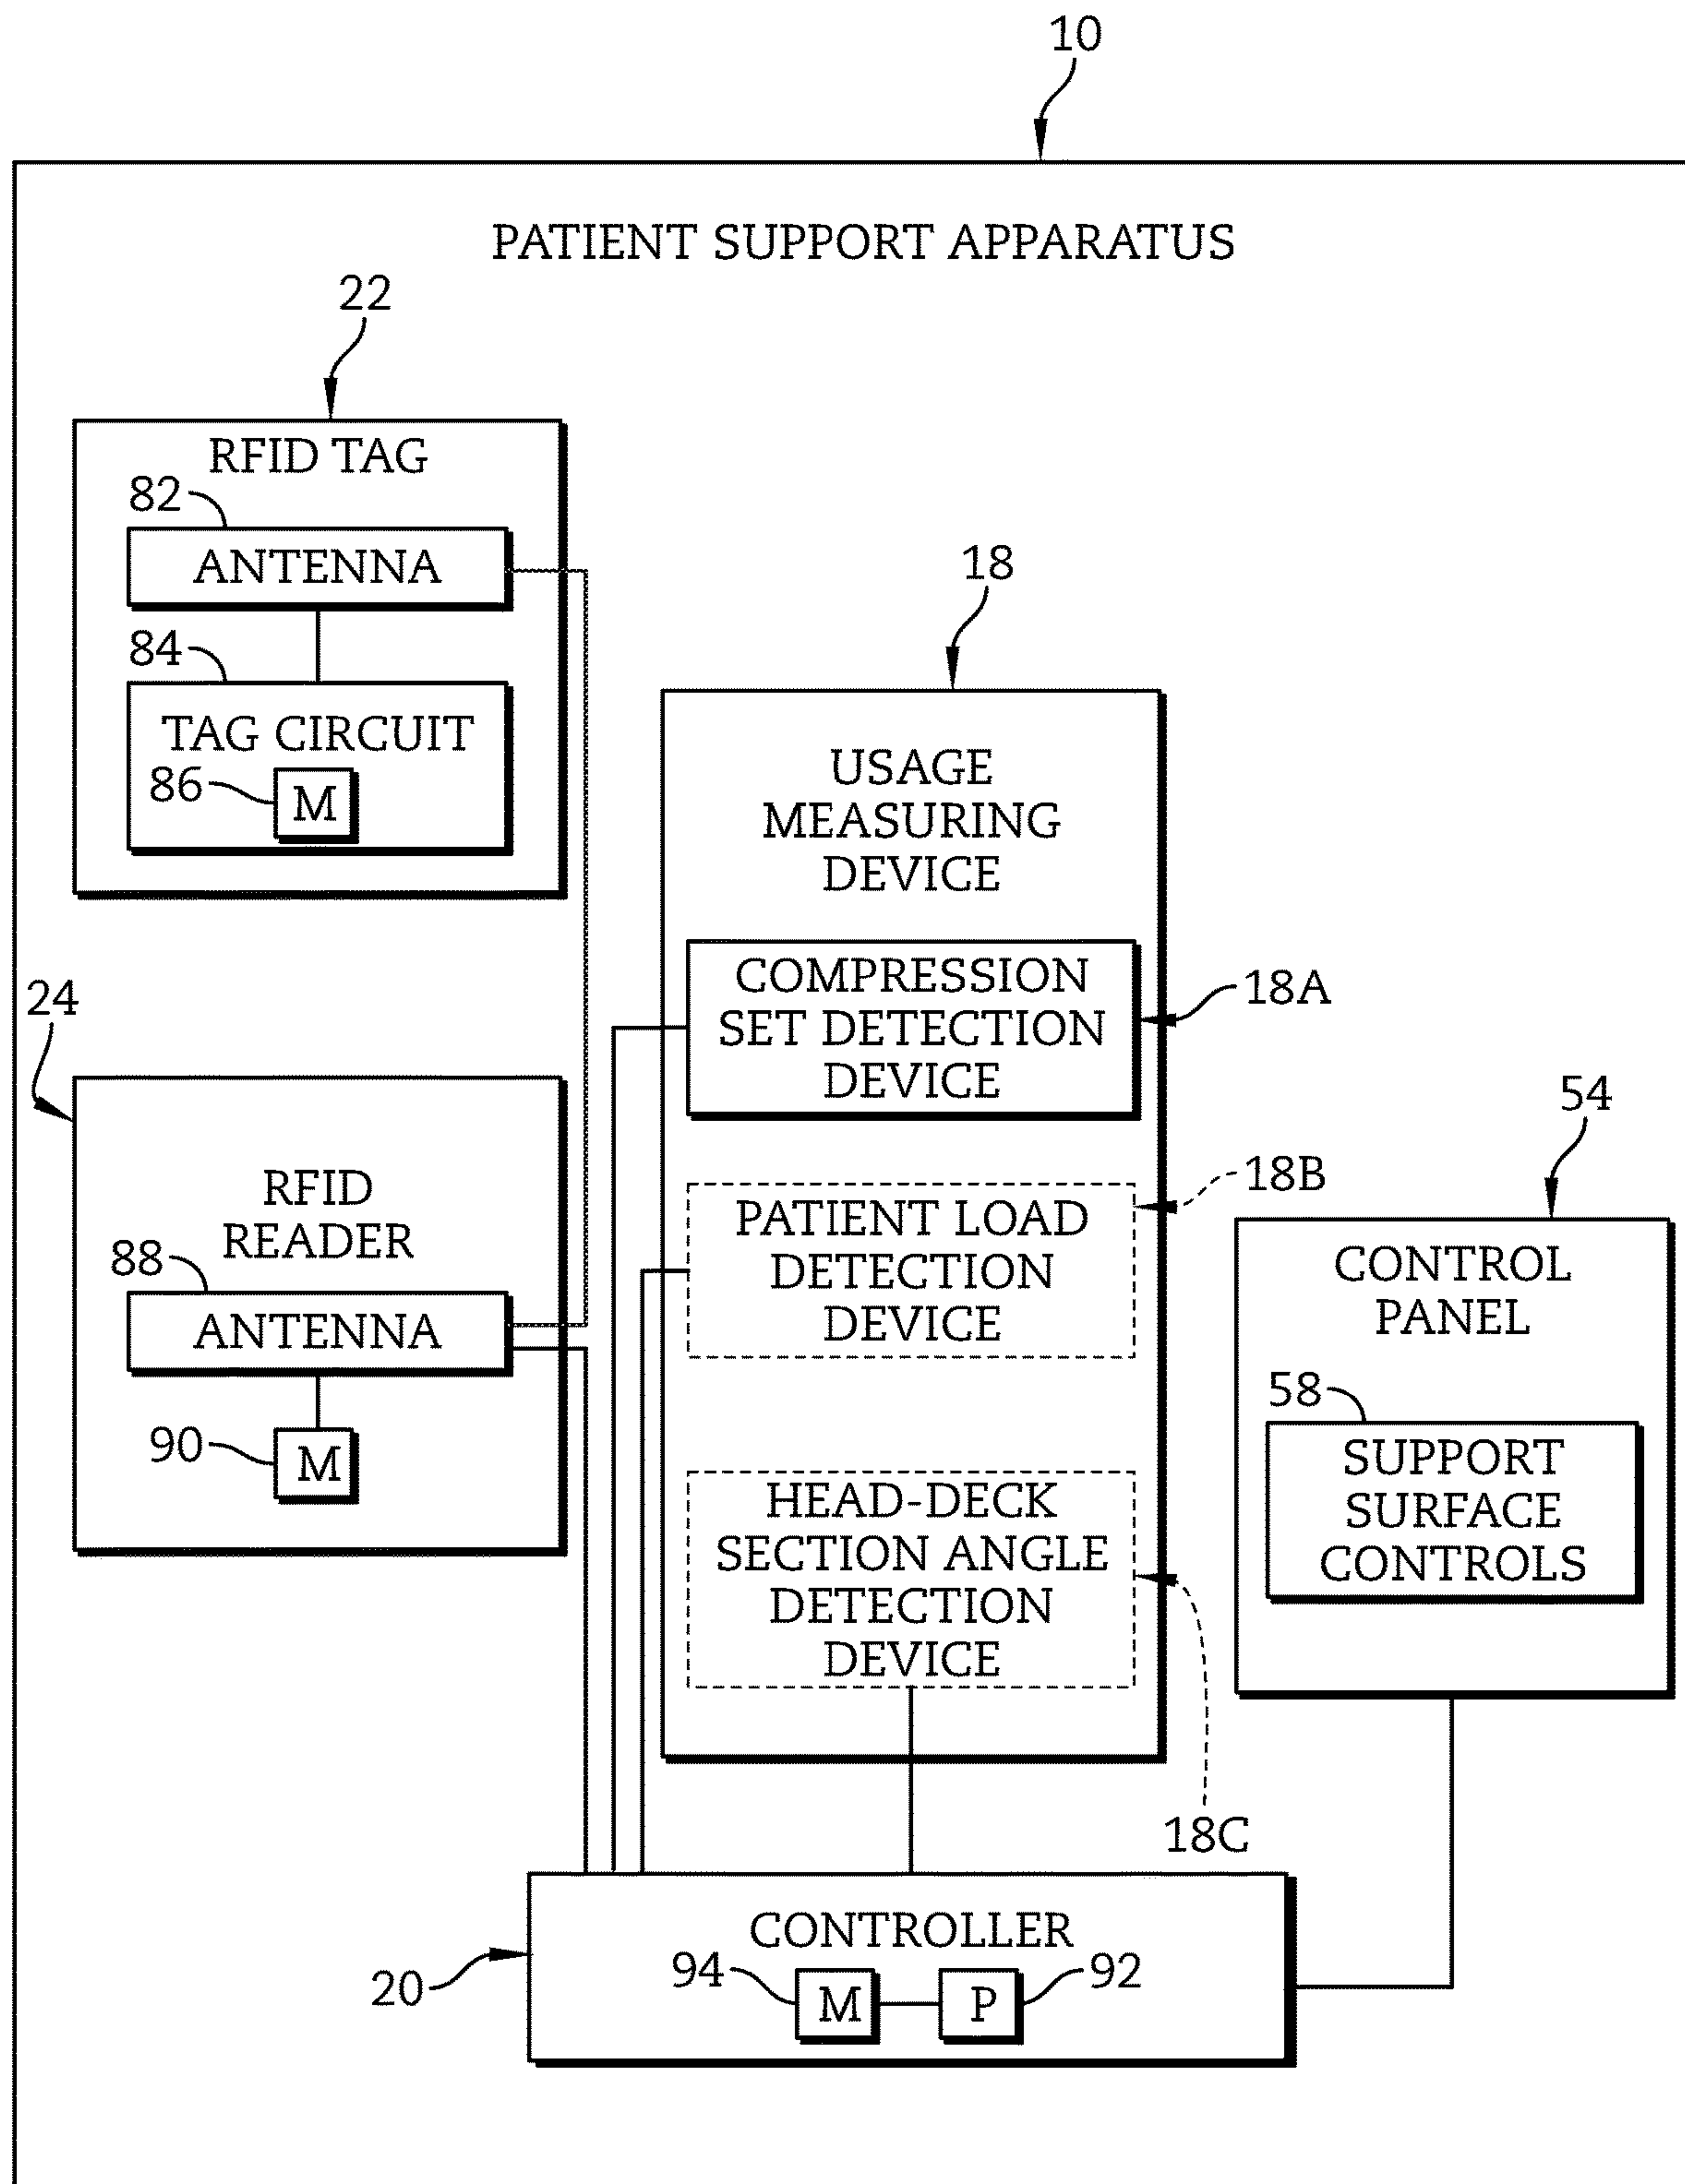 10
PATIENT SUPPORT APPARATUS
22
RFID TAG
82
ANTENNA
84
TAG CIRCUIT
86
M
18
USAGE
MEASURING
DEVICE
COMPRESSION
SET DETECTION
DEVICE
18A
24
RFID
READER
88
ANTENNA
90
M
PATIENT LOAD
DETECTION
DEVICE
18B
HEAD-DECK
SECTION ANGLE
DETECTION
DEVICE
18C
54
CONTROL
PANEL
58
SUPPORT
SURFACE
CONTROLS
CONTROLLER
20
94
M
P
92